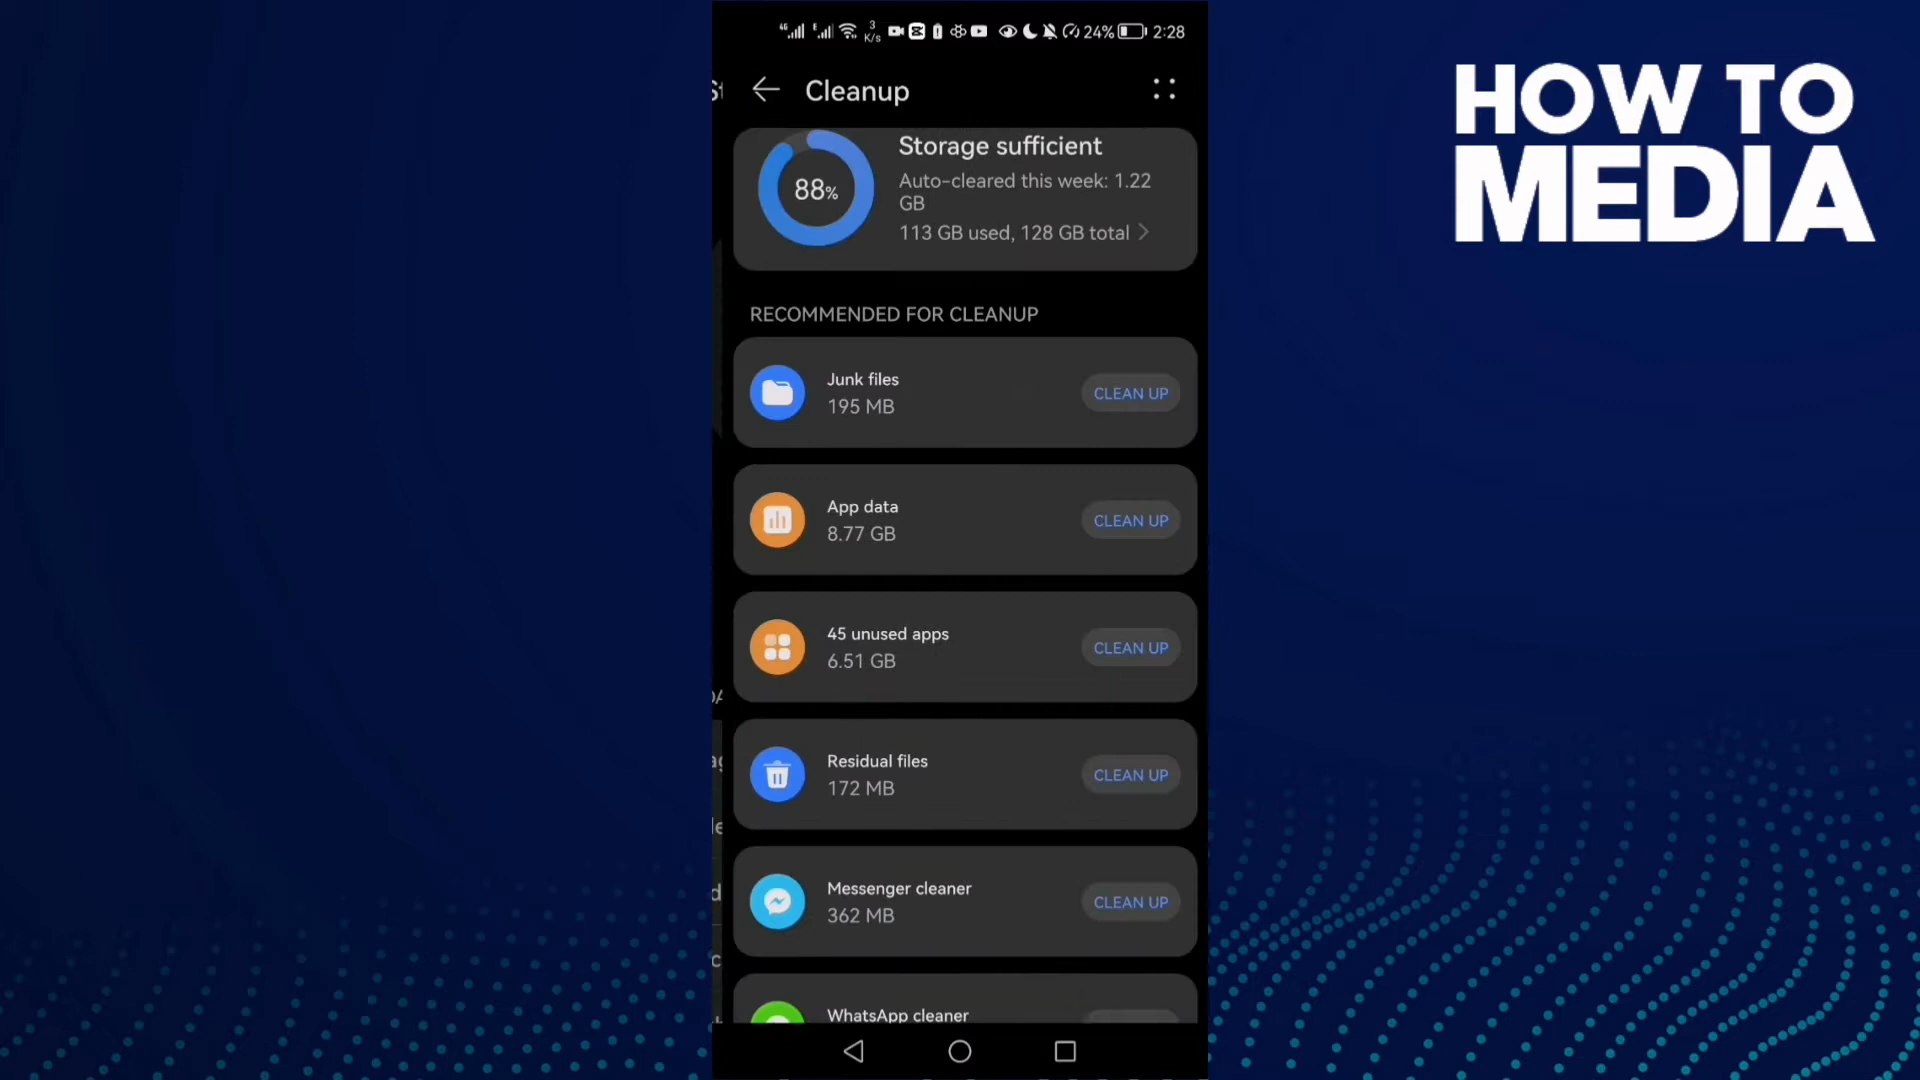 3
K/s
24%
2:28
HOW TO
MEDIA
Cleanup
88%
Storage sufficient
Auto-cleared this week: 1.22
GB
113 GB used, 128 GB total
RECOMMENDED FOR CLEANUP
Junk files
195 MB
CLEAN UP
App data
8.77 GB
CLEAN UP
45 unused apps
6.51 GB
CLEAN UP
Residual files
172 MB
CLEAN UP
Messenger cleaner
362 MB
CLEAN UP
WhatsApp cleaner